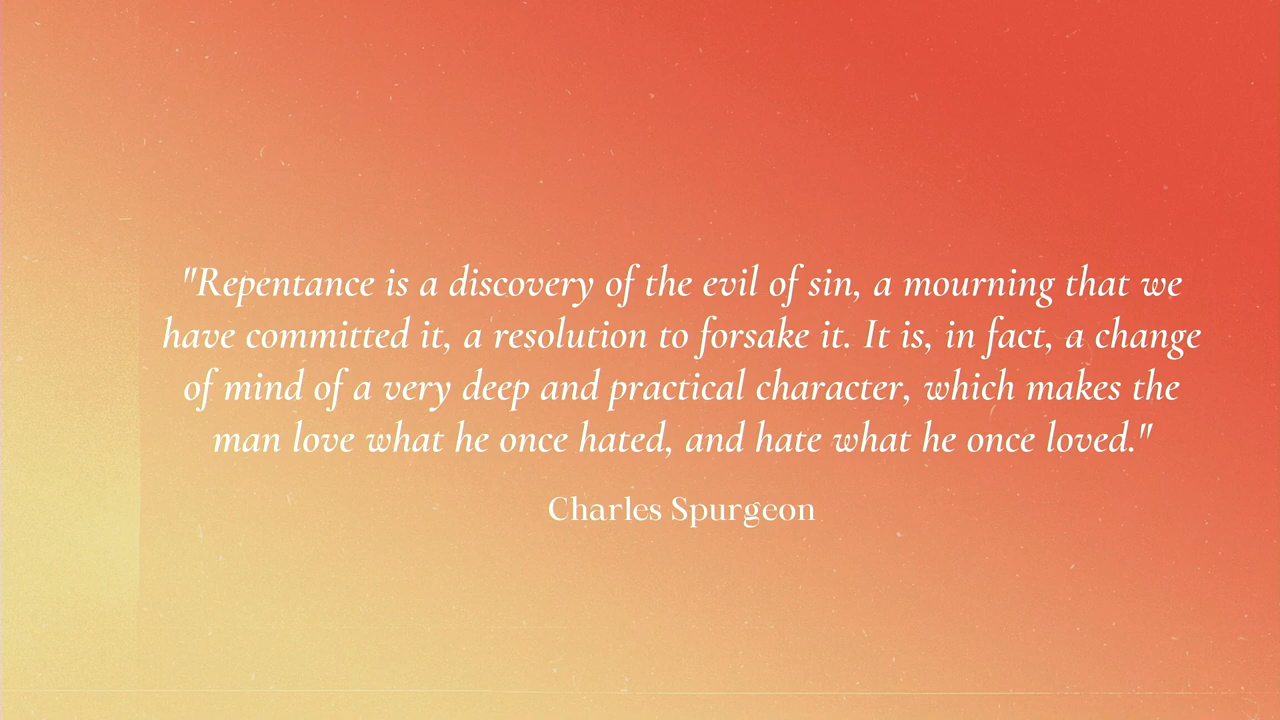 "Repentance is a discovery of the evil of sin, a mourning that we
have committed it, a resolution to forsake it. It is, in fact, a change
of mind of a very deep and practical character, which makes the
man love what he once hated, and hate what he once loved."
Charles Spurgeon